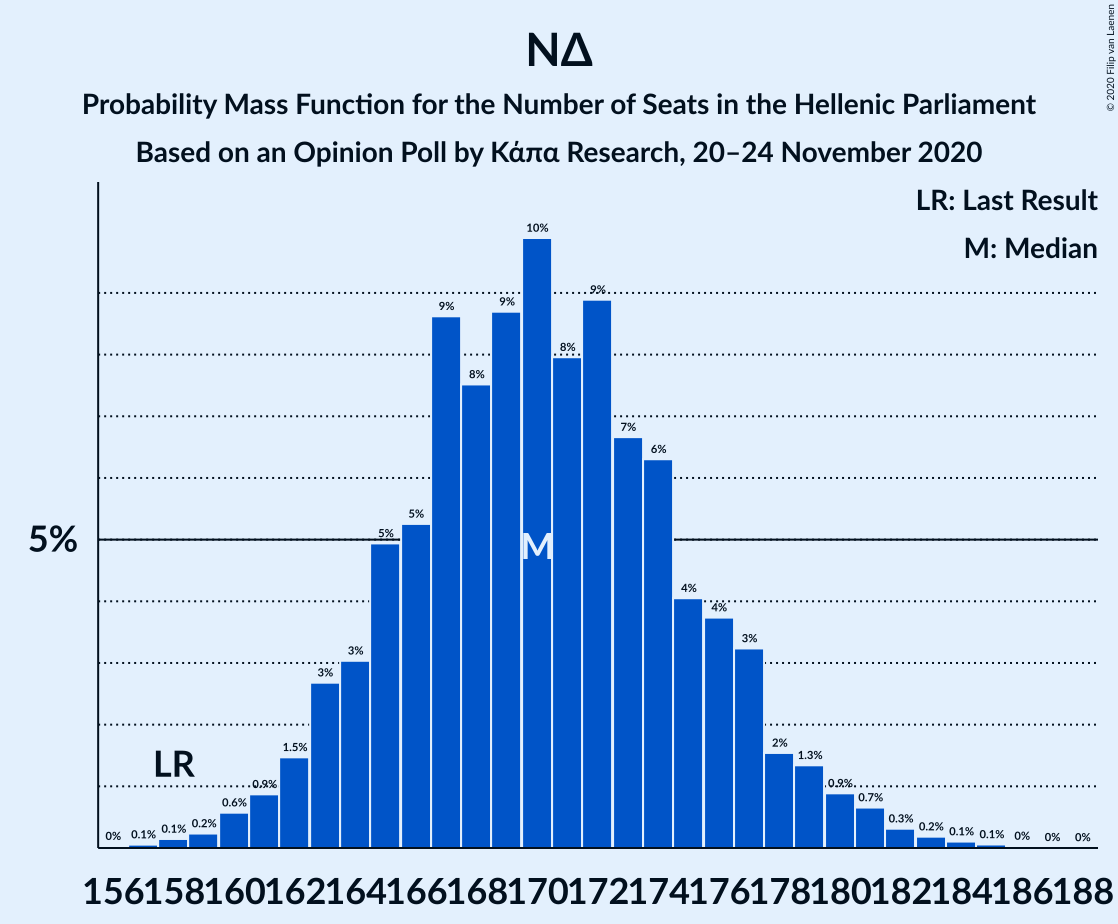 © 2020 Filip van Laenen
ΝΔ
Probability Mass Function for the Number of Seats in the Hellenic Parliament
Based on an Opinion Poll by Κάπα Research, 20–24 November 2020
LR: Last Result
M: Median
10%
9%
9%
9%
8%
8%
7%
6%
5%
5%
5%
M
4%
4%
3%
3%
3%
LR
1.5%
2%
1.3%
0.9%
0.9%
0.6%
0.7%
0% 0.1% 0.1% 0.2%
0.3% 0.2% 0.1% 0.1% 0% 0% 0%
156 158 160 162 164 166 168 170 172 174 176 178 180 182 184 186 188